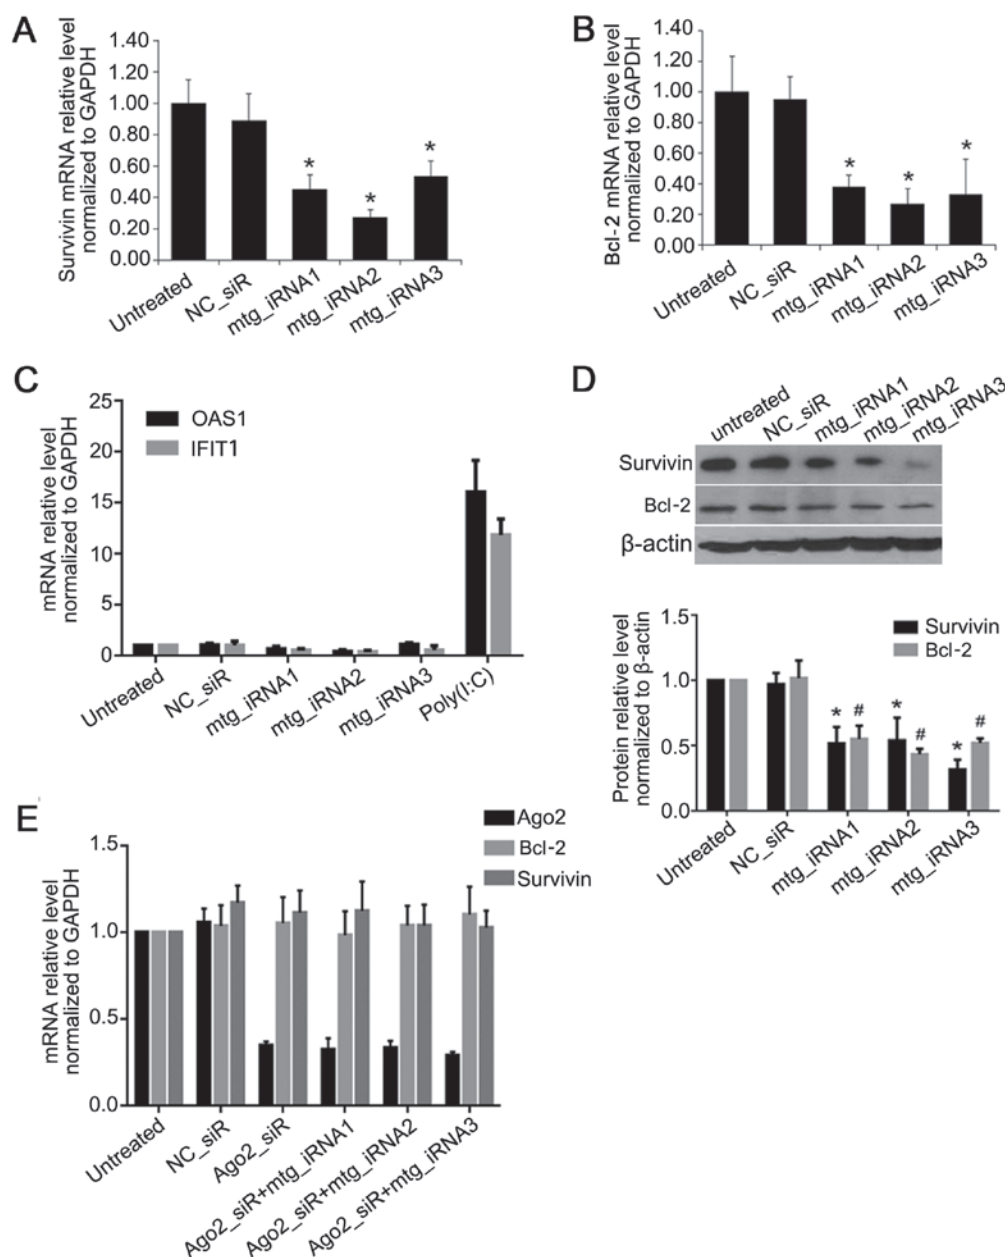 A
Survivin mRNA relative level
normalized to GAPDH
1.40
1.20
1.00
0.80
0.60
0.40
0.20
0.00
*
*
*
Untreated
NC_siR
mtg_iRNA1
mtg_iRNA2
mtg_iRNA3
B
Bcl-2 mRNA relative level
normalized to GAPDH
1.40
1.20
1.00
0.80
0.60
0.40
0.20
0.00
*
*
*
Untreated
NC_siR
mtg_iRNA1
mtg_iRNA2
mtg_iRNA3
C
mRNA relative level
normalized to GAPDH
25
20
15
10
5
0
OAS1
IFIT1
Untreated
NC_siR
mtg_iRNA1
mtg_iRNA2
mtg_iRNA3
Poly(I:C)
D
untreated
NC_siR
mtg_iRNA1
mtg_iRNA2
mtg_iRNA3
Survivin
Bcl-2
β-actin
Protein relative level
normalized to β-actin
1.5
1.0
0.5
0.0
Survivin
Bcl-2
* #
* #
* #
Untreated
NC_siR
mtg_iRNA1
mtg_iRNA2
mtg_iRNA3
E
mRNA relative level
normalized to GAPDH
1.5
1.0
0.5
0.0
Ago2
Bcl-2
Survivin
Untreated
NC_siR
Ago2_siR
Ago2_siR+mtg_iRNA1
Ago2_siR+mtg_iRNA2
Ago2_siR+mtg_iRNA3